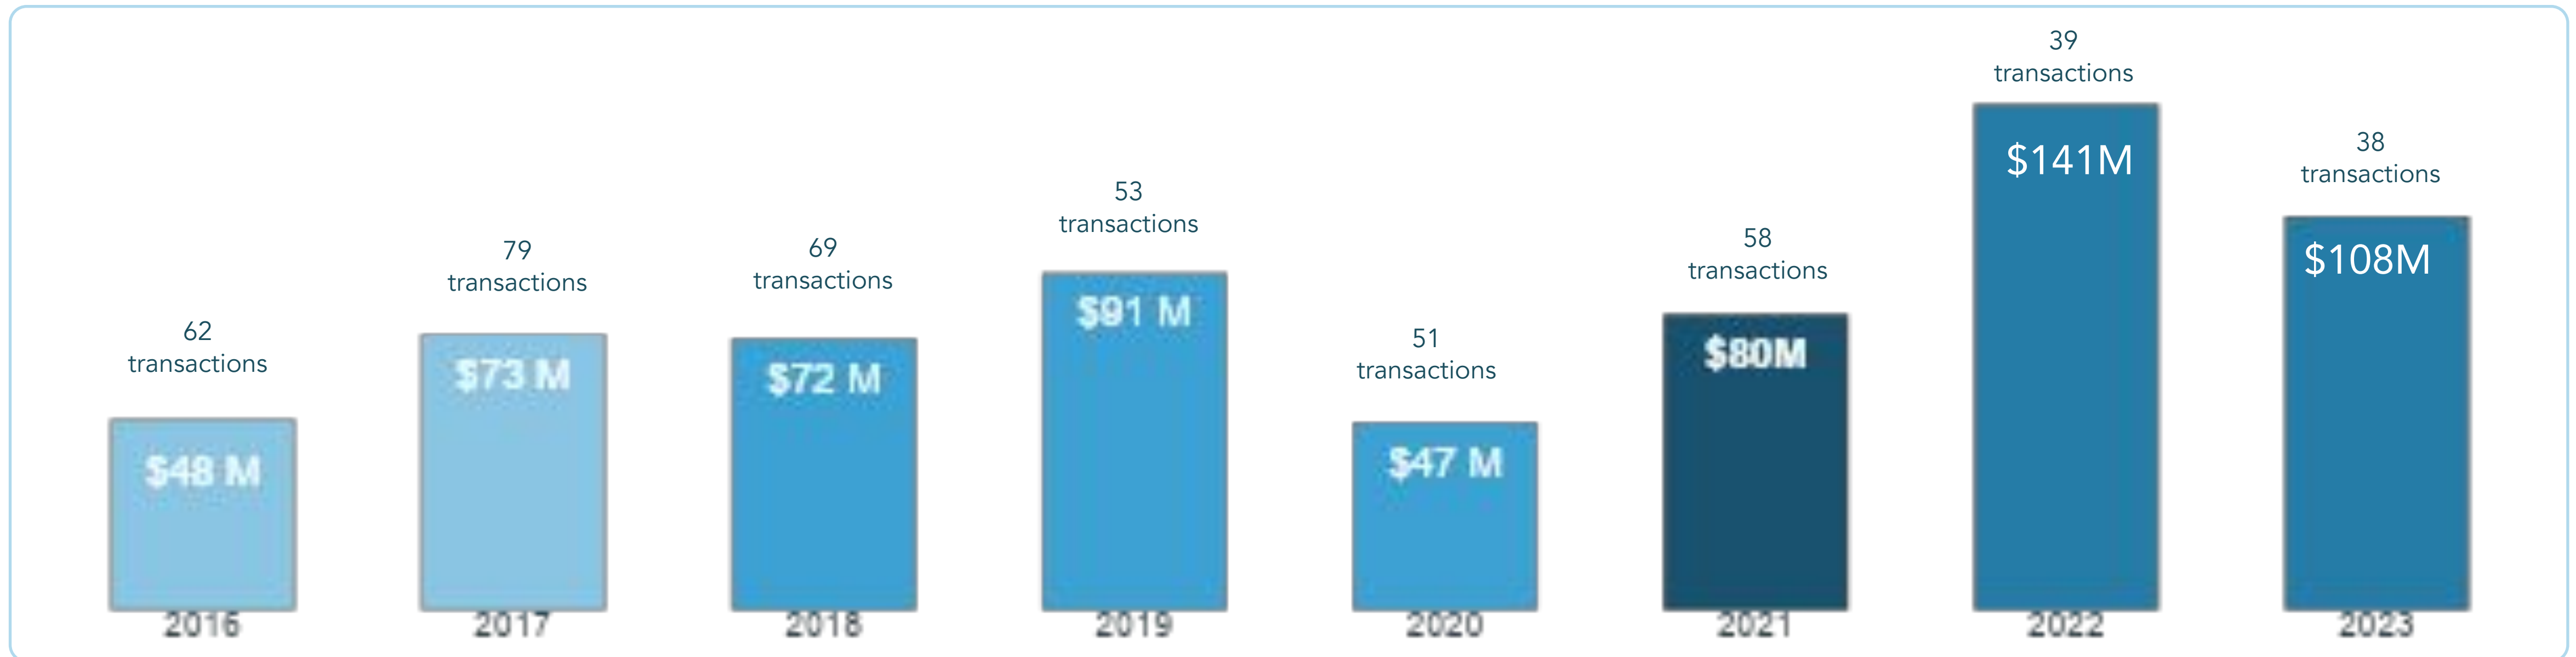 62
transactions
$48 M
2016
79
transactions
$73 M
2017
69
transactions
$72 M
2018
53
transactions
$91 M
2019
51
transactions
$47 M
2020
58
transactions
$80M
2021
39
transactions
$141M
2022
38
transactions
$108M
2023